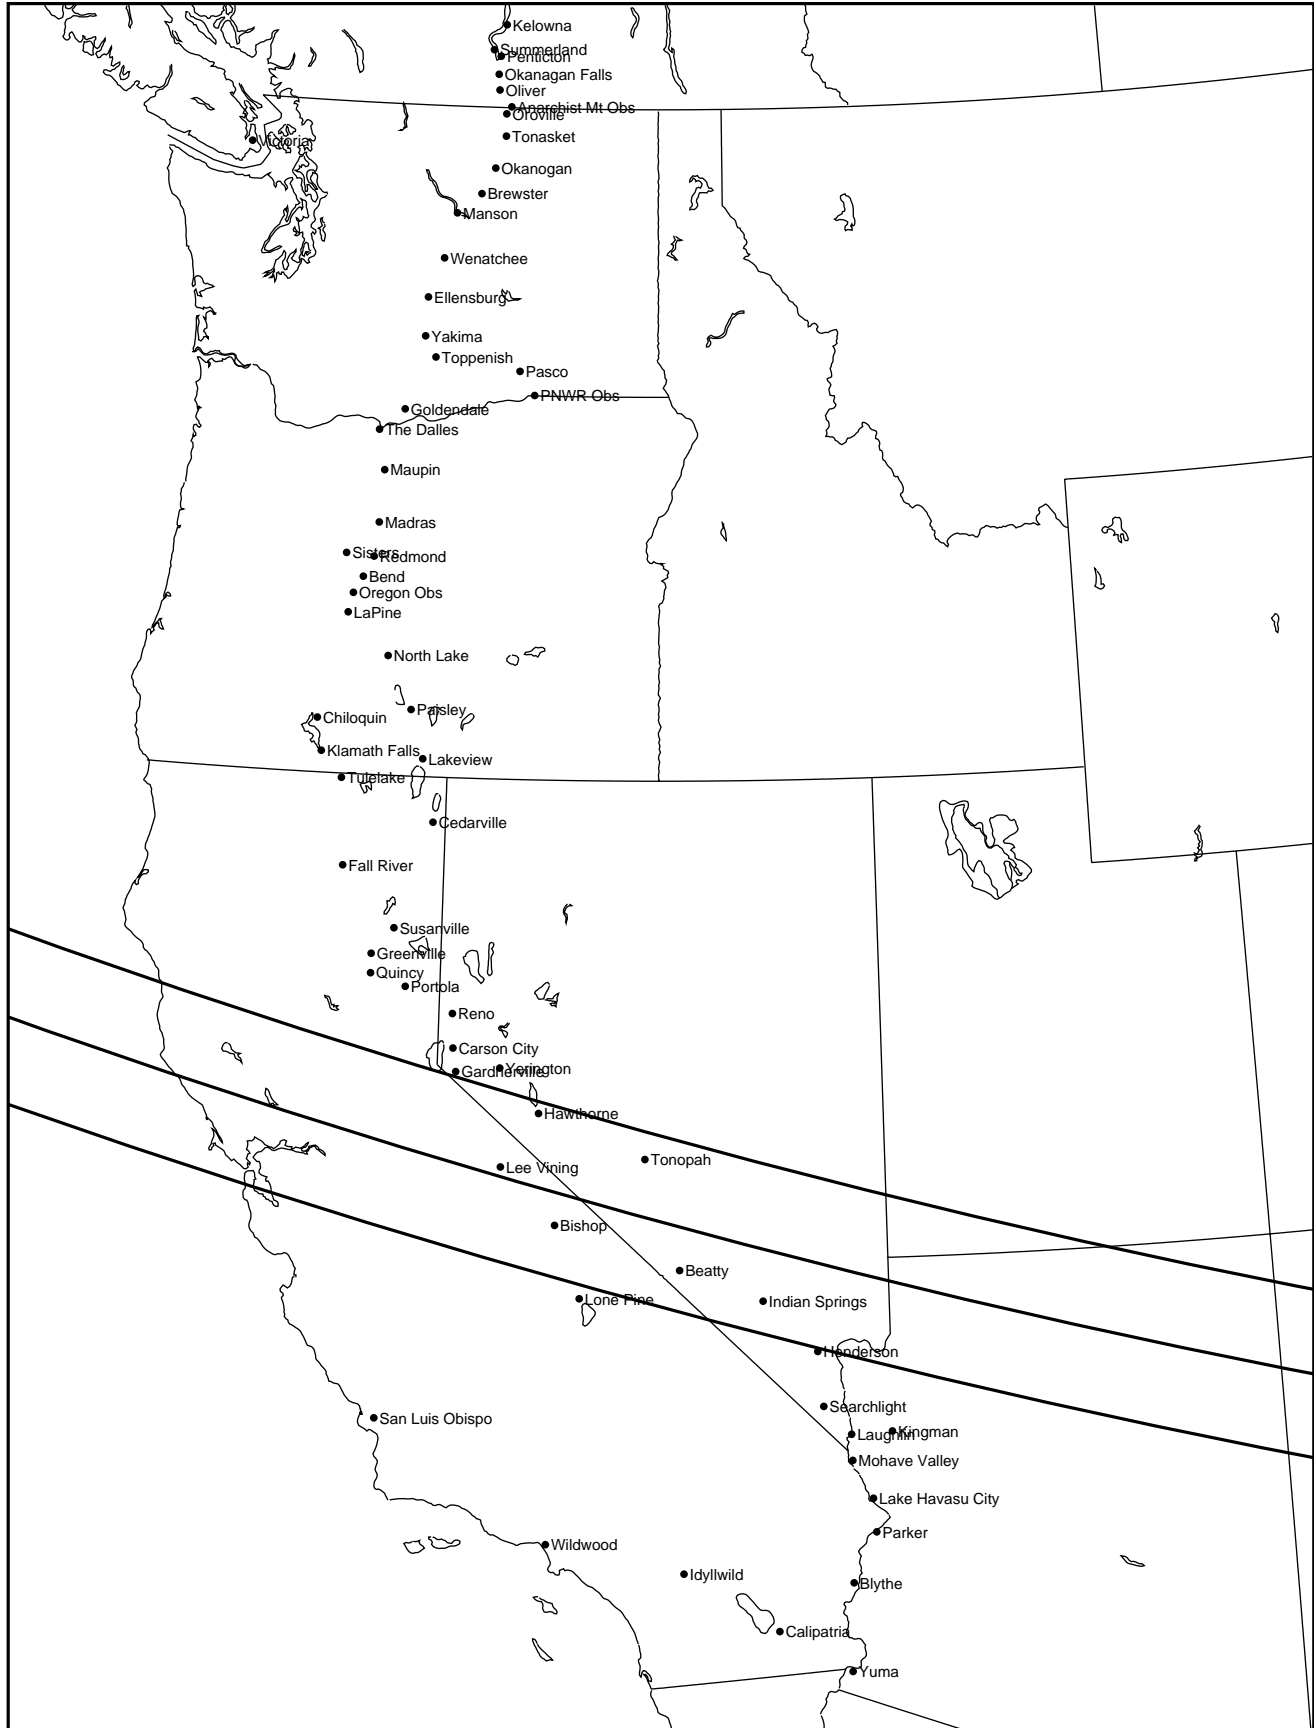 Kelowna
Summerland
Penticton
Okanagan Falls
Oliver
Anarchist Mt Obs
Oroville
Tonasket
Victoria
Okanogan
Brewster
Manson
Wenatchee
Ellensburg
Yakima
Toppenish
Pasco
PNWR Obs
Goldendale
The Dalles
Maupin
Madras
Sisters
Redmond
Bend
Oregon Obs
LaPine
North Lake
Paisley
Chiloquin
Klamath Falls
Lakeview
Tulelake
Cedarville
Fall River
Susanville
Greenville
Quincy
Portola
Reno
Carson City
Yerington
Gardnerville
Hawthorne
Tonopah
Lee Vining
Bishop
Beatty
Lone Pine
Indian Springs
Henderson
Searchlight
San Luis Obispo
Kingman
Laughlin
Mohave Valley
Lake Havasu City
Parker
Wildwood
Idyllwild
Blythe
Calipatria
Yuma